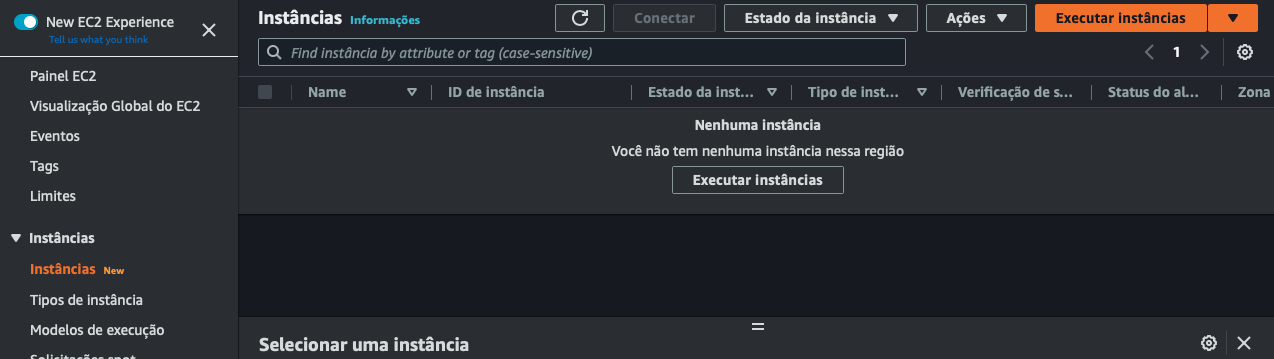 New EC2 Experience
Tell us what you think
Painel EC2
Visualização Global do EC2
Eventos
Tags
Limites
Instâncias
Instâncias New
Tipos de instância
Modelos de execução
Solicitações spot
Instâncias Informações
Conectar
Estado da instância
Ações
Executar instâncias
Find instância by attribute or tag (case-sensitive)
1
Name ID de instância Estado da inst... Tipo de inst... Verificação de s... Status do al... Zona
Nenhuma instância
Você não tem nenhuma instância nessa região
Executar instâncias
Selecionar uma instância